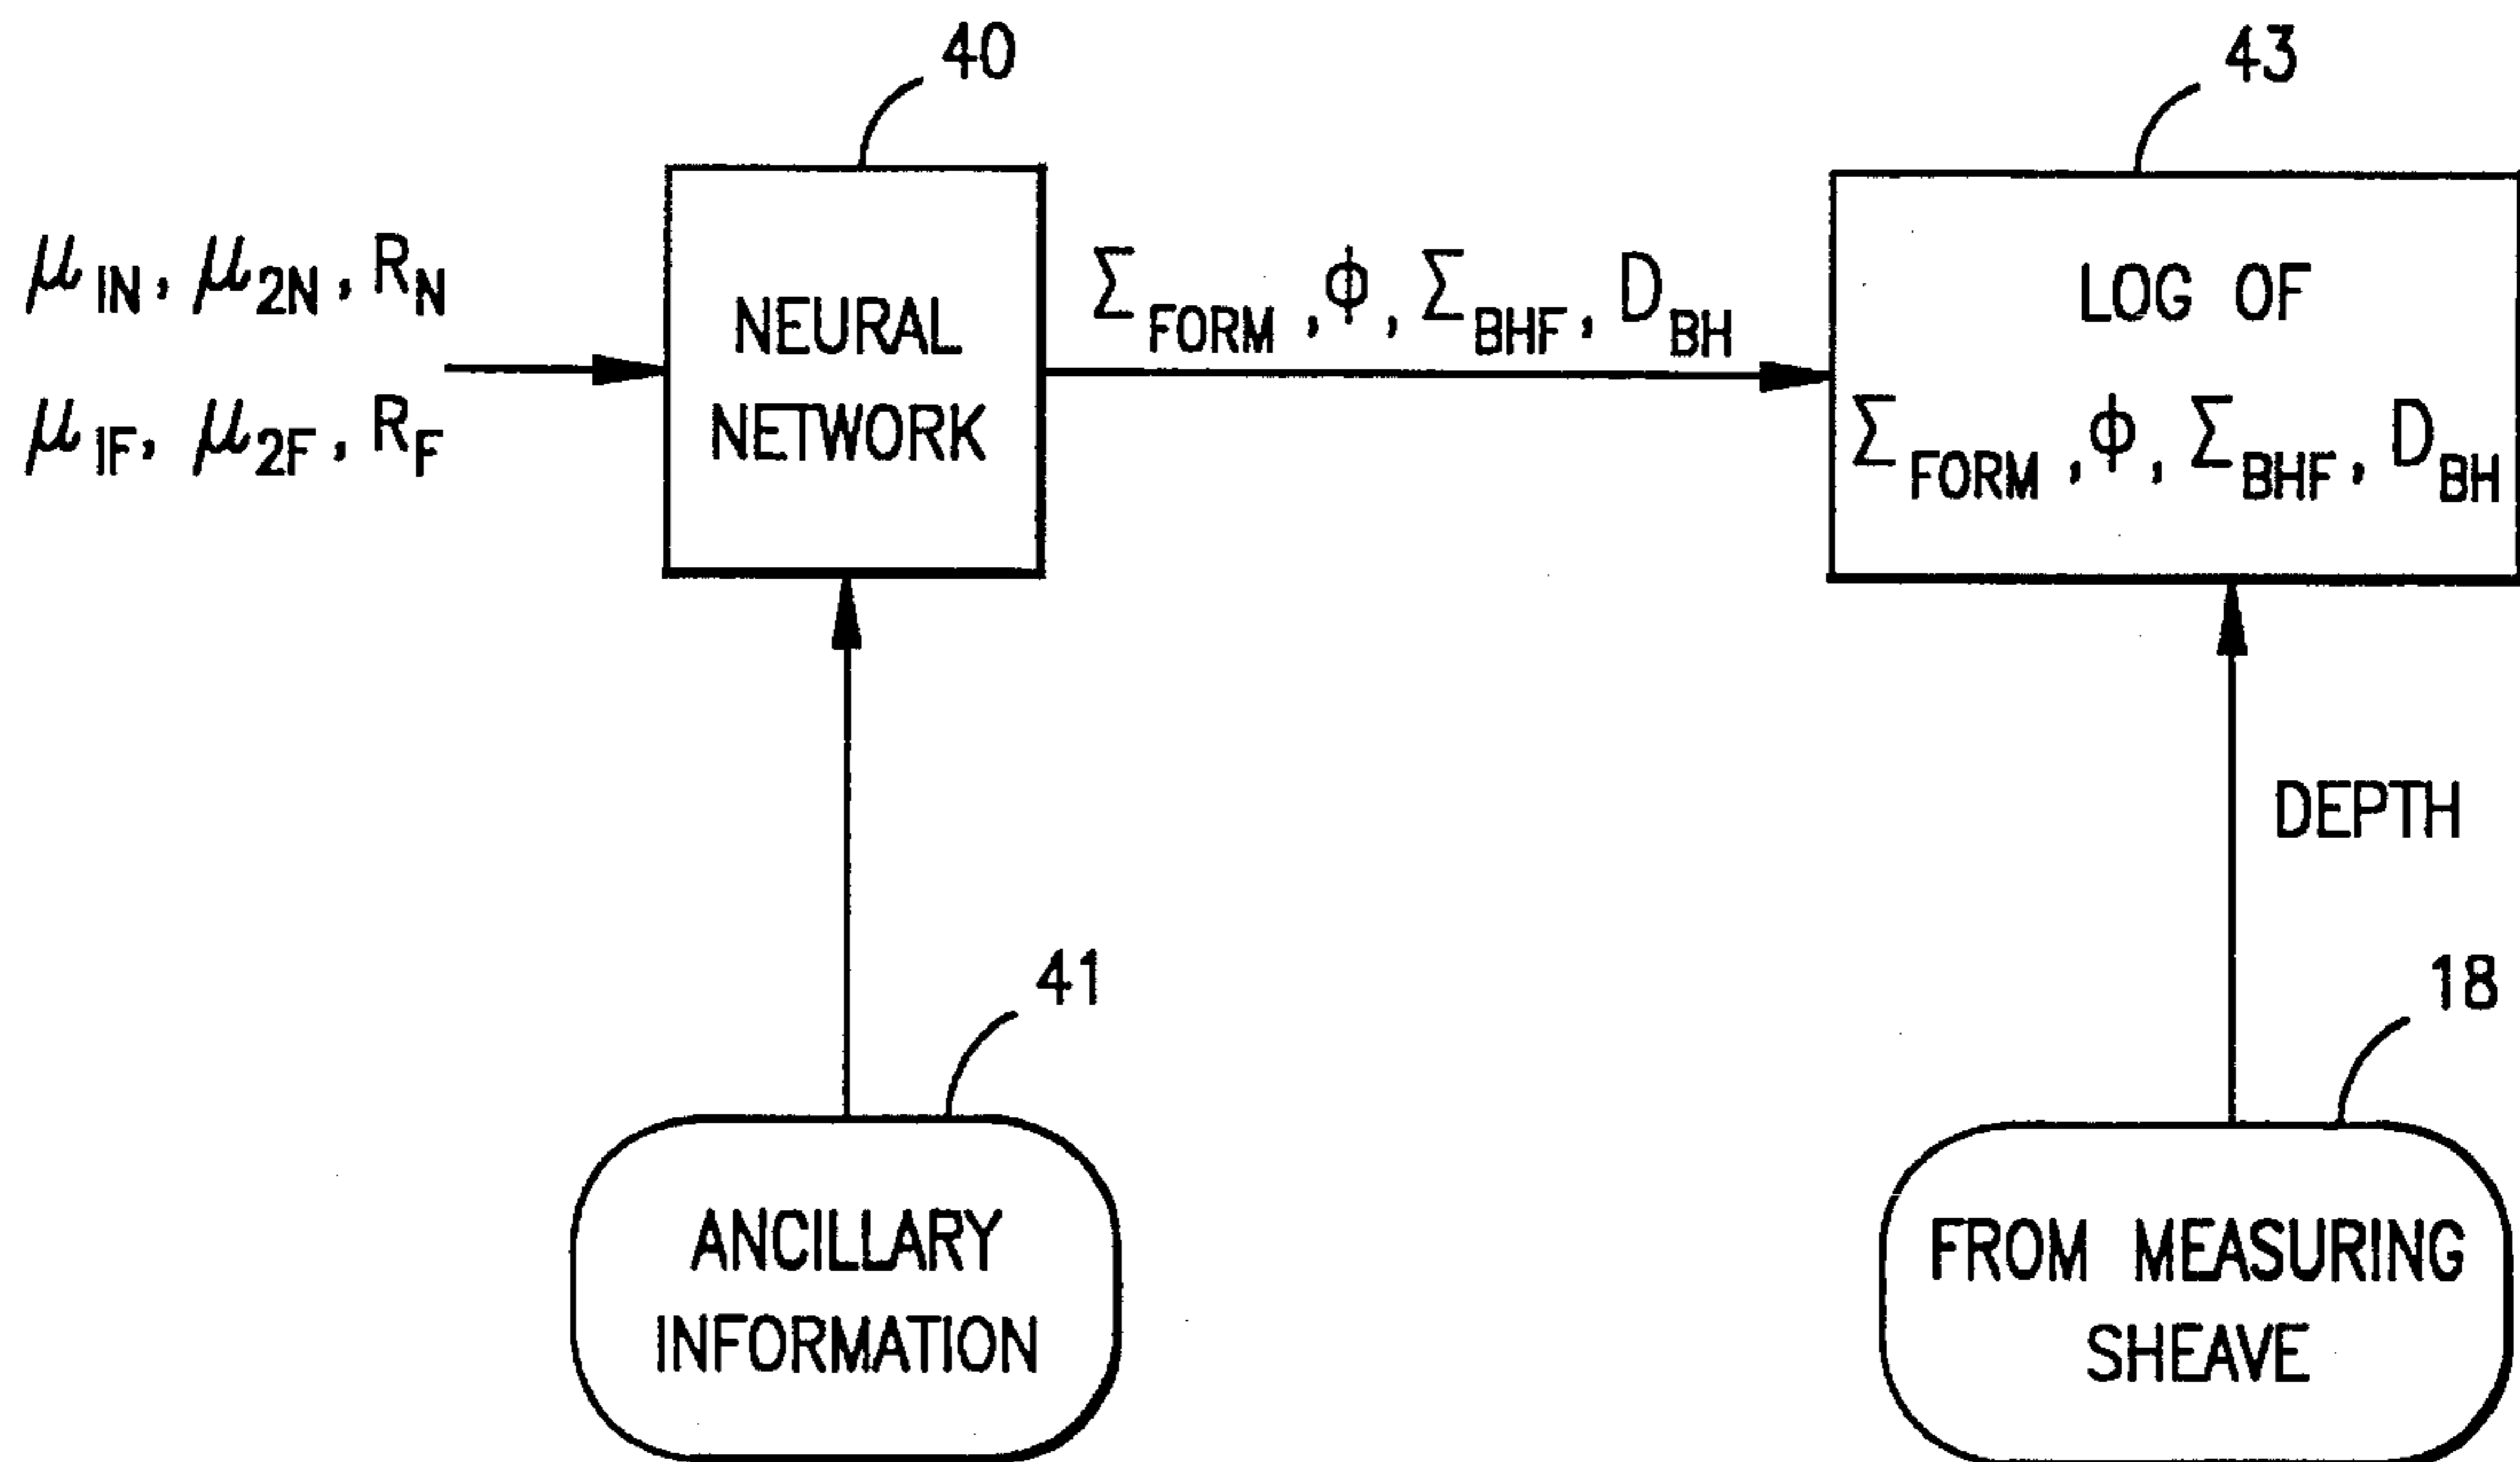 40
43
μ1N, μ2N, RN
μ1F, μ2F, RF
NEURAL
NETWORK
ΣFORM, ϕ, ΣBHF, DBH
LOG OF
ΣFORM, ϕ, ΣBHF, DBH
DEPTH
41
18
ANCILLARY
INFORMATION
FROM MEASURING
SHEAVE